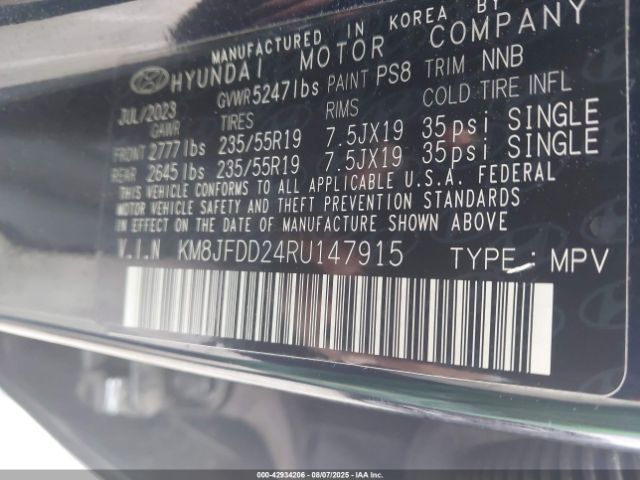 MANUFACTURED IN KOREA BY
HYUNDAI MOTOR COMPANY
JUL/2023 GVWR 5247lbs PAINT PS8 TRIM NNB
GAWR TIRES RIMS COLD TIRE INFL
FRONT 2777lbs 235/55R19 7.5JX19 35psi SINGLE
REAR 2645lbs 235/55R19 7.5JX19 35psi SINGLE
THIS VEHICLE CONFORMS TO ALL APPLICABLE U.S.A. FEDERAL
MOTOR VEHICLE SAFETY AND THEFT PREVENTION STANDARDS
IN EFFECT ON THE DATE OF MANUFACTURE SHOWN ABOVE
V.I.N KM8JFDD24RU147915 TYPE : MPV
000-42934206 - 08/07/2025 - IAAI.COM